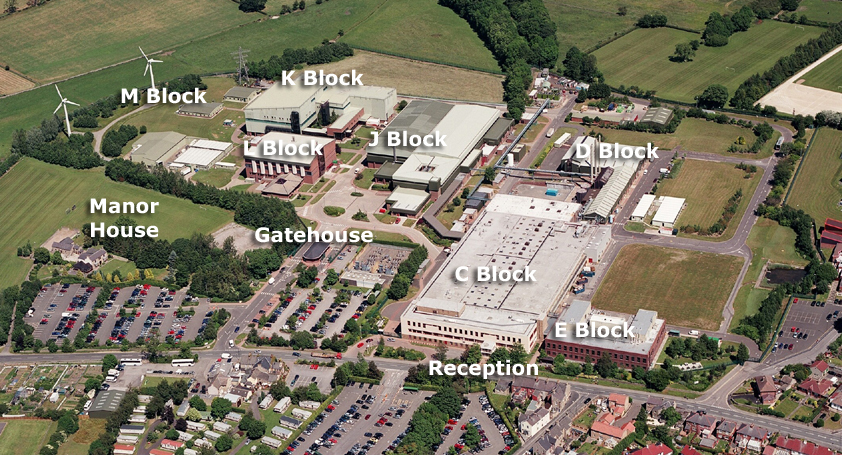 K Block
M Block
J Block
L Block
D Block
Manor
House
Gatehouse
C Block
E Block
Reception